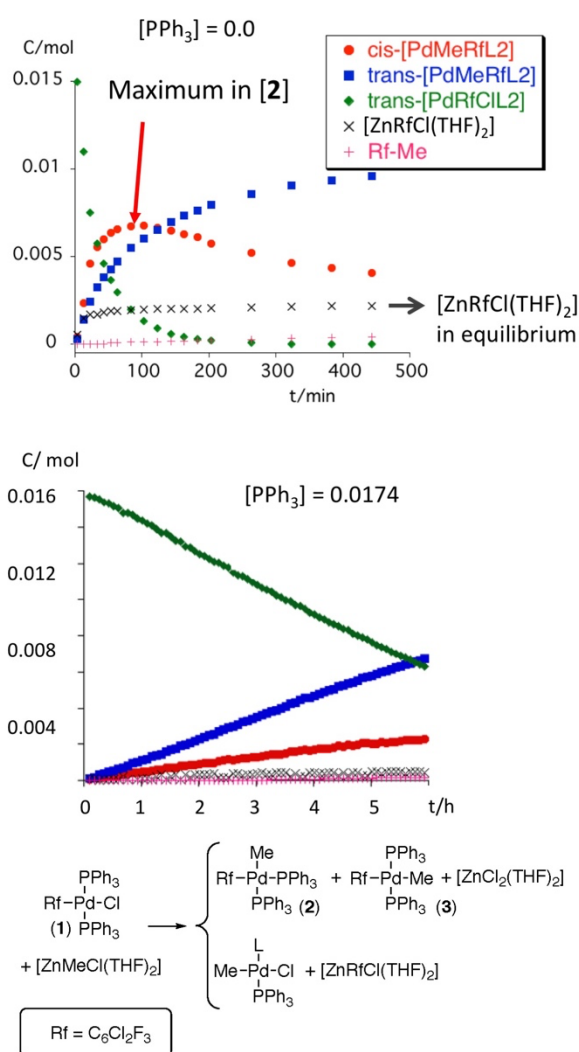 C/mol
[PPh₃] = 0.0
0.015
0.01
0.005
0
Maximum in [2]
cis-[PdMeRfL2]
trans-[PdMeRfL2]
trans-[PdRfClL2]
[ZnRfCl(THF)₂]
Rf-Me
[ZnRfCl(THF)₂]
in equilibrium
0 100 200 300 400 500
t/min
C/ mol
[PPh₃] = 0.0174
0.016
0.012
0.008
0.004
0 1 2 3 4 5 t/h
PPh₃
Rf-Pd-Cl
(1) PPh₃
+ [ZnMeCl(THF)₂]
Me
Rf-Pd-PPh₃
PPh₃ (2)
+
PPh₃
Rf-Pd-Me
PPh₃ (3)
+ [ZnCl₂(THF)₂]
L
Me-Pd-Cl + [ZnRfCl(THF)₂]
PPh₃
Rf = C₆Cl₂F₃